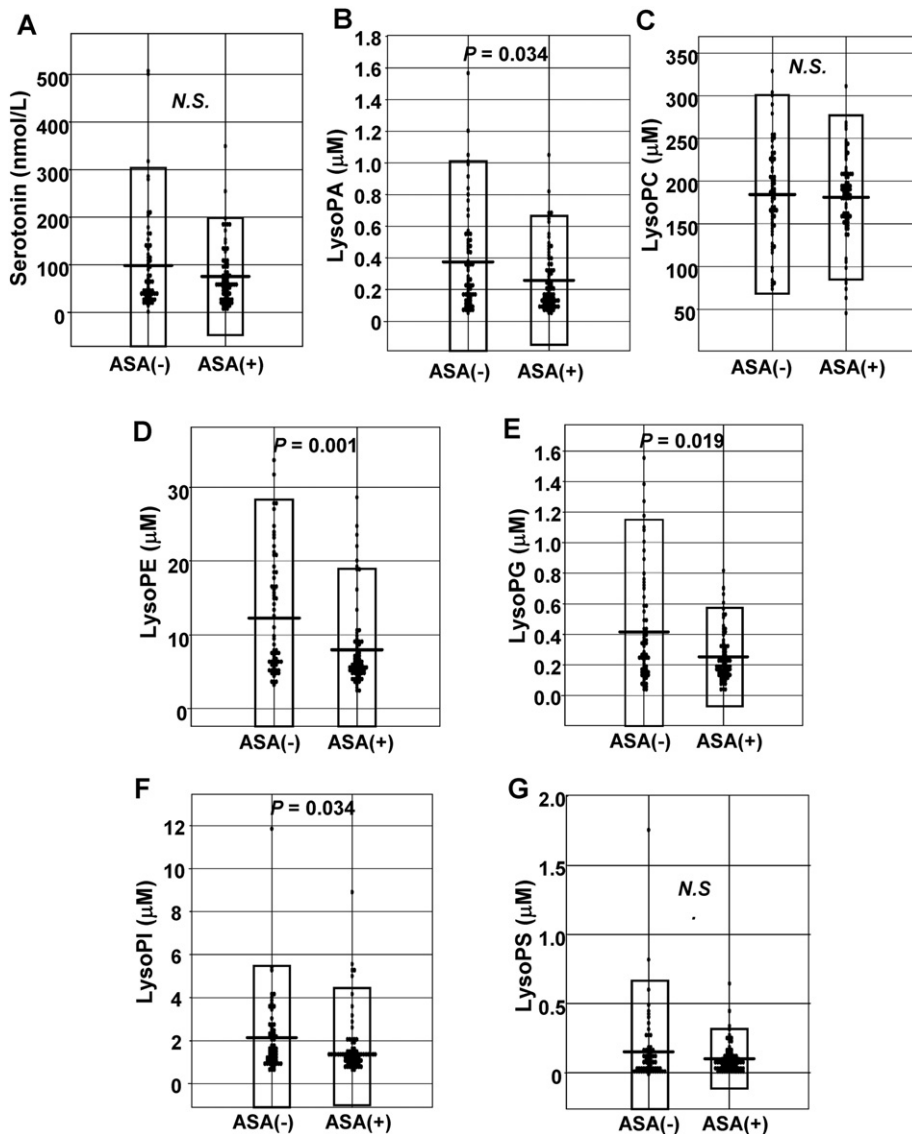 A
Serotonin (nmol/L)
500
400
300
200
100
0
N.S.
ASA(-) ASA(+)
B
LysoPA (μM)
1.8
1.6
1.4
1.2
1.0
0.8
0.6
0.4
0.2
0
P = 0.034
ASA(-) ASA(+)
C
LysoPC (μM)
350
300
250
200
150
100
50
N.S.
ASA(-) ASA(+)
D
LysoPE (μM)
30
20
10
0
P = 0.001
ASA(-) ASA(+)
E
LysoPG (μM)
1.6
1.4
1.2
1.0
0.8
0.6
0.4
0.2
0.0
P = 0.019
ASA(-) ASA(+)
F
LysoPI (μM)
12
10
8
6
4
2
0
P = 0.034
ASA(-) ASA(+)
G
LysoPS (μM)
2.0
1.5
1.0
0.5
0
N.S
.
ASA(-) ASA(+)